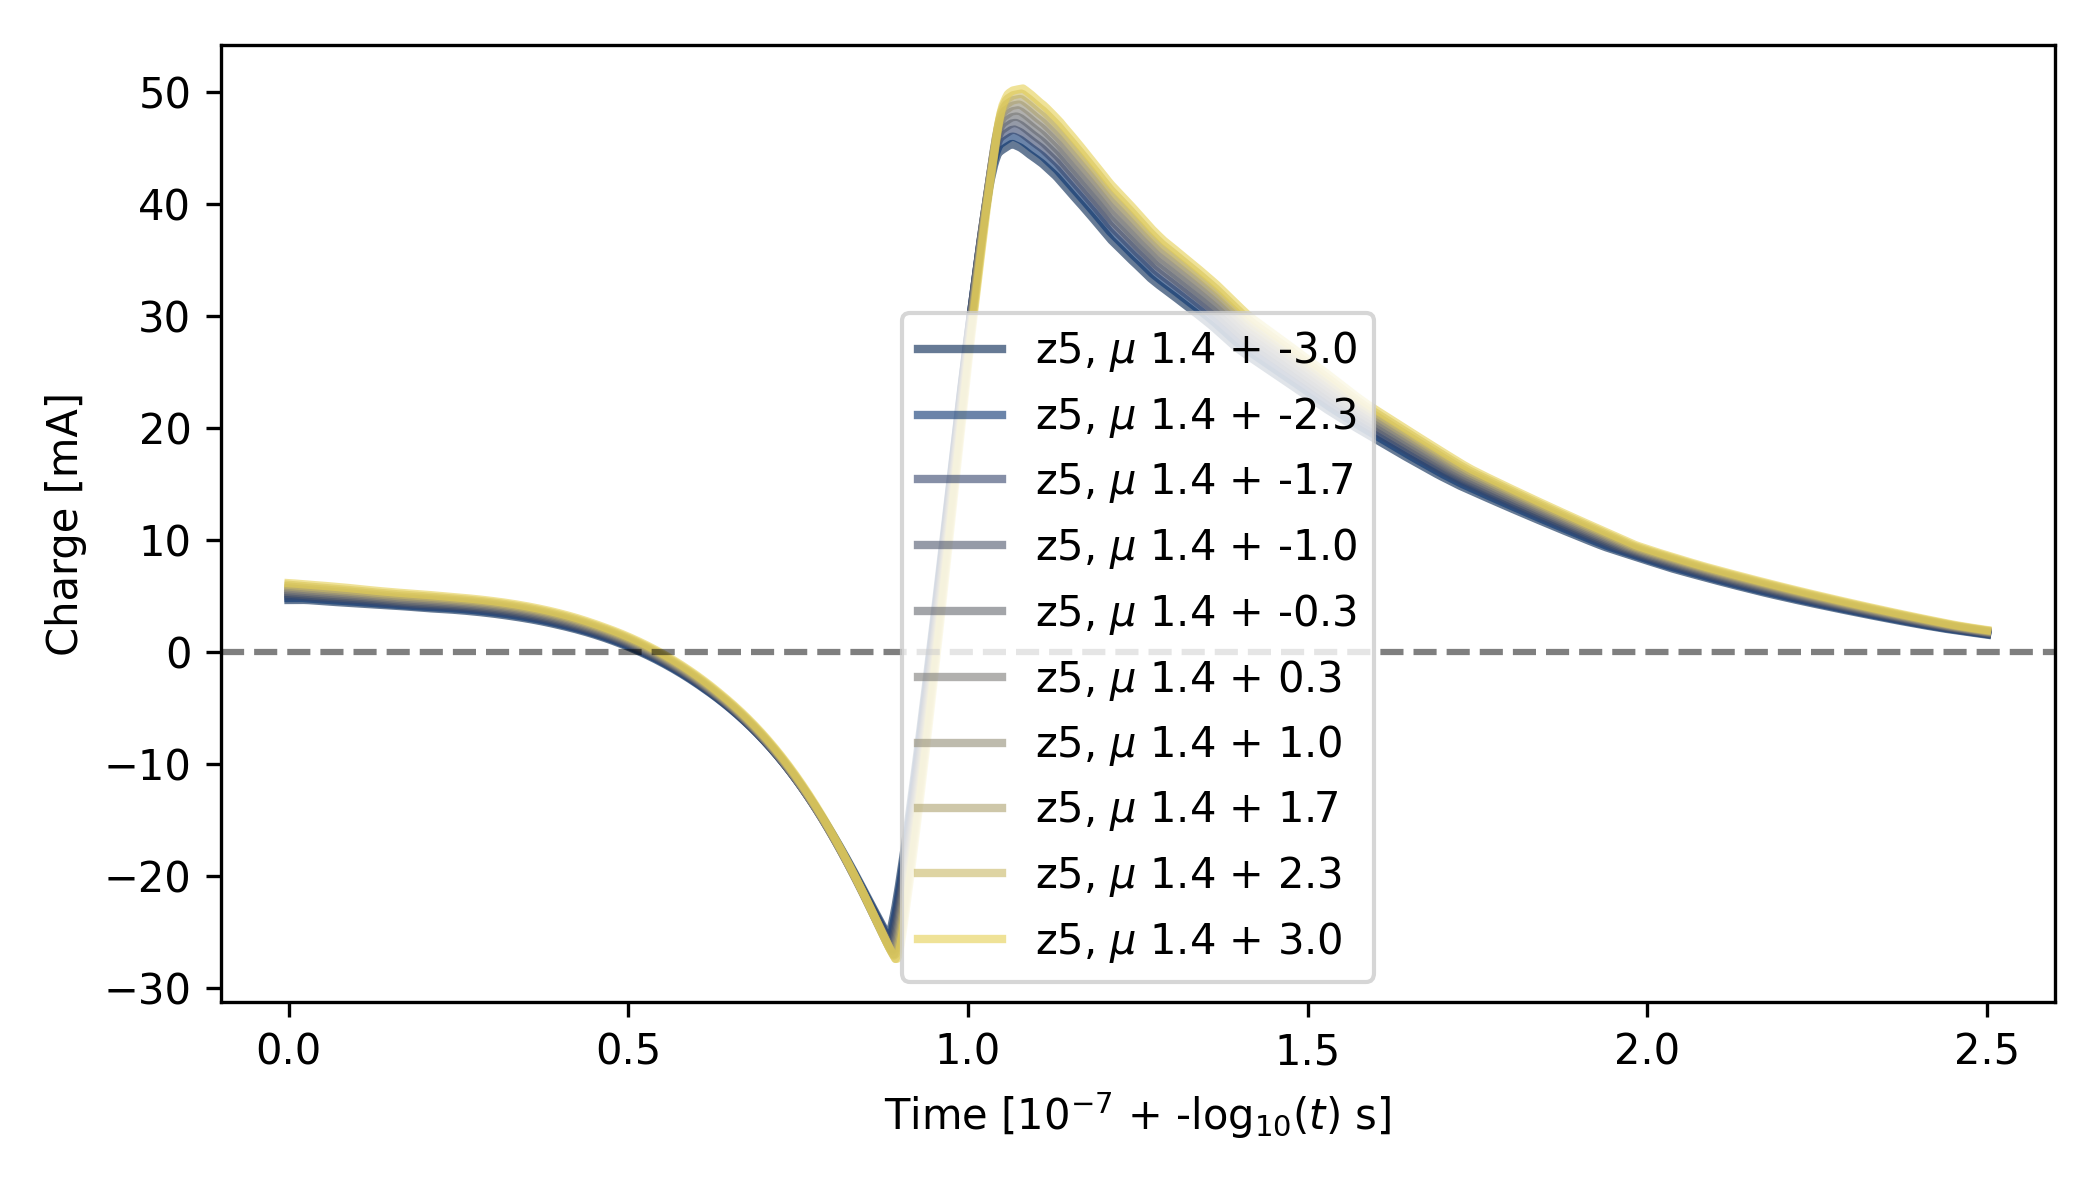 50
40
30
20
10
0
−10
−20
−30
Charge [mA]
z5, μ 1.4 + -3.0
z5, μ 1.4 + -2.3
z5, μ 1.4 + -1.7
z5, μ 1.4 + -1.0
z5, μ 1.4 + -0.3
z5, μ 1.4 + 0.3
z5, μ 1.4 + 1.0
z5, μ 1.4 + 1.7
z5, μ 1.4 + 2.3
z5, μ 1.4 + 3.0
0.0 0.5 1.0 1.5 2.0 2.5
Time [10⁻⁷ + -log₁₀(t) s]